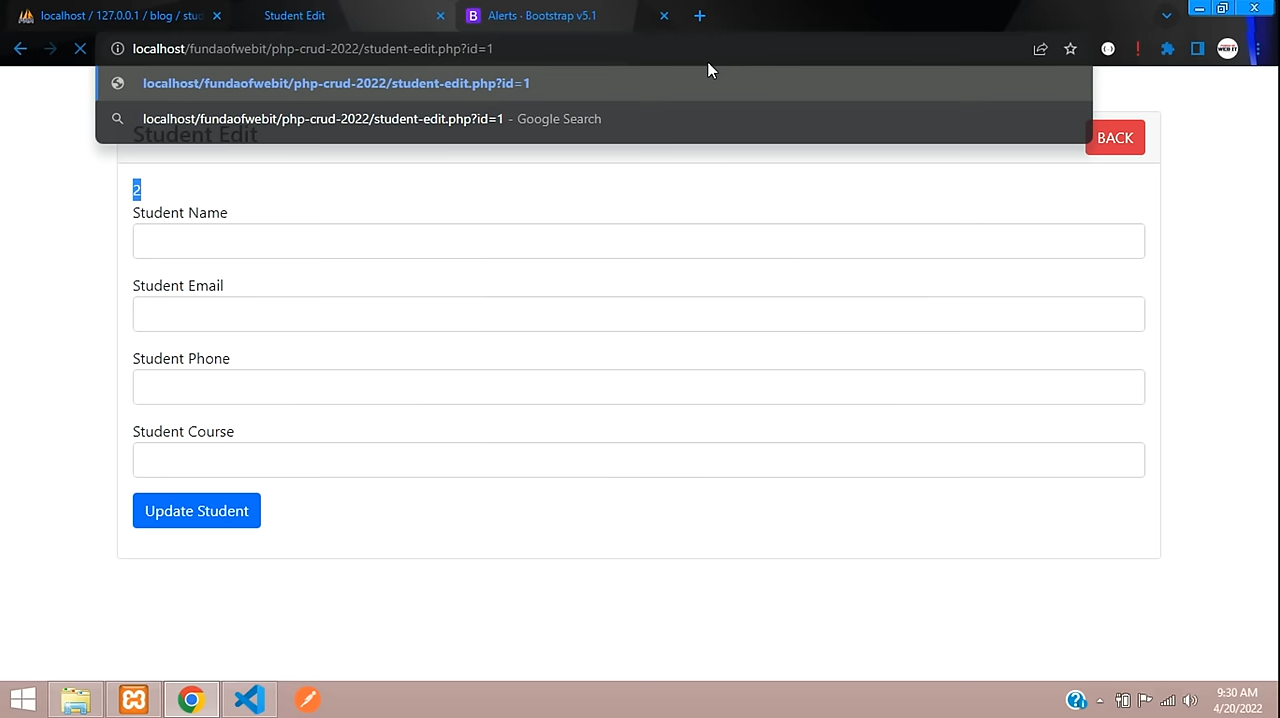 localhost / 127.0.0.1 / blog / stud
Student Edit
B Alerts · Bootstrap v5.1
localhost/fundaofwebit/php-crud-2022/student-edit.php?id=1
localhost/fundaofwebit/php-crud-2022/student-edit.php?id=1
localhost/fundaofwebit/php-crud-2022/student-edit.php?id=1 - Google Search
Student Edit
BACK
2
Student Name
Student Email
Student Phone
Student Course
Update Student
9:30 AM
4/20/2022